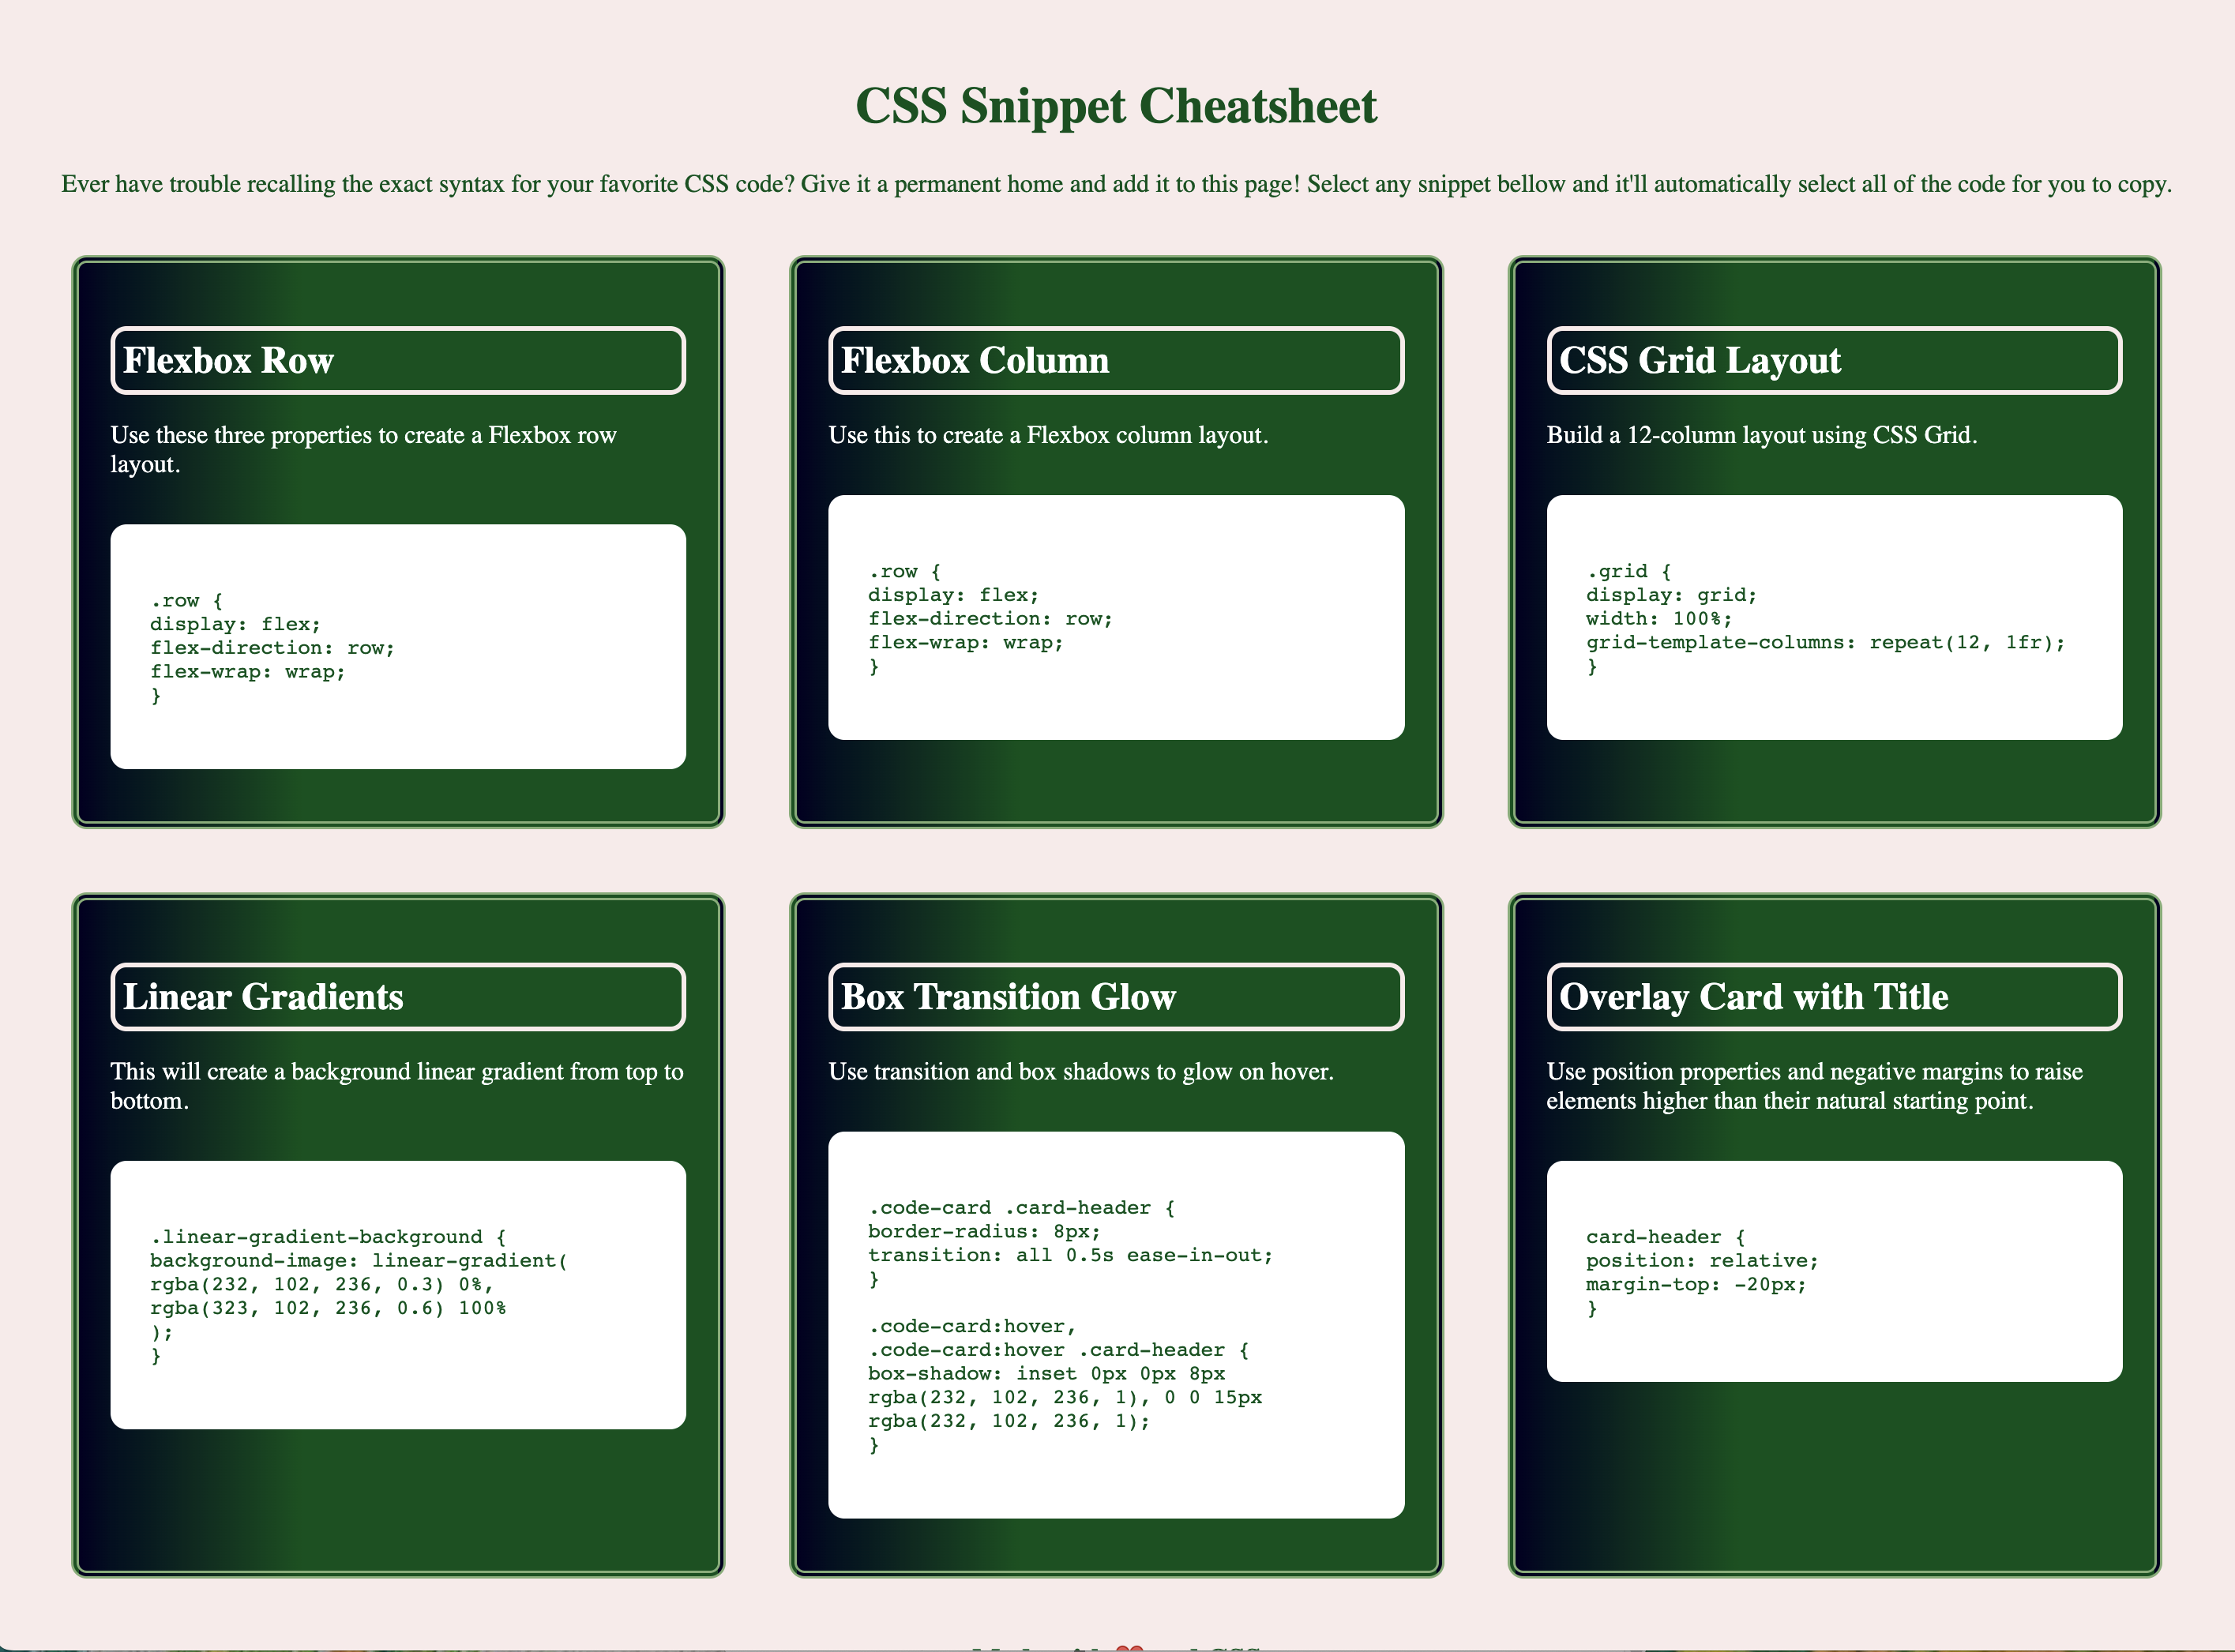 CSS Snippet Cheatsheet
Ever have trouble recalling the exact syntax for your favorite CSS code? Give it a permanent home and add it to this page! Select any snippet bellow and it'll automatically select all of the code for you to copy.
Flexbox Row
Use these three properties to create a Flexbox row
layout.
.row {
display: flex;
flex-direction: row;
flex-wrap: wrap;
}
Flexbox Column
Use this to create a Flexbox column layout.
.row {
display: flex;
flex-direction: row;
flex-wrap: wrap;
}
CSS Grid Layout
Build a 12-column layout using CSS Grid.
.grid {
display: grid;
width: 100%;
grid-template-columns: repeat(12, 1fr);
}
Linear Gradients
This will create a background linear gradient from top to
bottom.
.linear-gradient-background {
background-image: linear-gradient(
rgba(232, 102, 236, 0.3) 0%,
rgba(323, 102, 236, 0.6) 100%
);
}
Box Transition Glow
Use transition and box shadows to glow on hover.
.code-card .card-header {
border-radius: 8px;
transition: all 0.5s ease-in-out;
}
.code-card:hover,
.code-card:hover .card-header {
box-shadow: inset 0px 0px 8px
rgba(232, 102, 236, 1), 0 0 15px
rgba(232, 102, 236, 1);
}
Overlay Card with Title
Use position properties and negative margins to raise
elements higher than their natural starting point.
card-header {
position: relative;
margin-top: -20px;
}